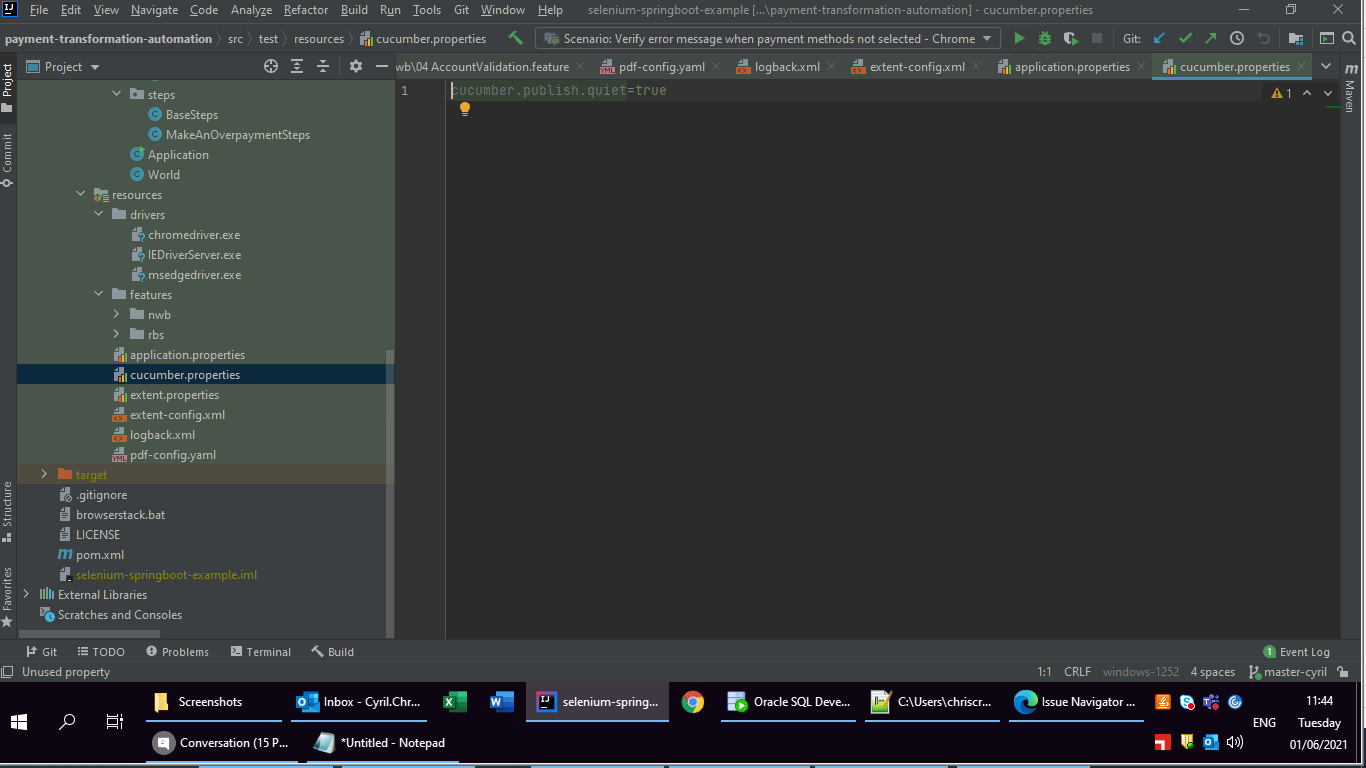 File Edit View Navigate Code Analyze Refactor Build Run Tools Git Window Help selenium-springboot-example [...\payment-transformation-automation] - cucumber.properties
payment-transformation-automation src test resources cucumber.properties Scenario: Verify error message when payment methods not selected - Chrome Git:
Project wb\04 AccountValidation.feature pdf-config.yaml logback.xml extent-config.xml application.properties cucumber.properties
1 cucumber.publish.quiet=true 1
steps
BaseSteps
MakeAnOverpaymentSteps
Application
World
resources
drivers
chromedriver.exe
IEDriverServer.exe
msedgedriver.exe
features
nwb
rbs
application.properties
cucumber.properties
extent.properties
extent-config.xml
logback.xml
pdf-config.yaml
target
.gitignore
browserstack.bat
LICENSE
pom.xml
selenium-springboot-example.iml
External Libraries
Scratches and Consoles
Project
Commit
Structure
Favorites
Maven
Git TODO Problems Terminal Build 1 Event Log
Unused property 1:1 CRLF windows-1252 4 spaces master-cyril
Screenshots Inbox - Cyril.Chr... selenium-spring... Oracle SQL Deve... C:\Users\chriscr... Issue Navigator ... 11:44
ENG Tuesday
Conversation (15 P... *Untitled - Notepad 01/06/2021